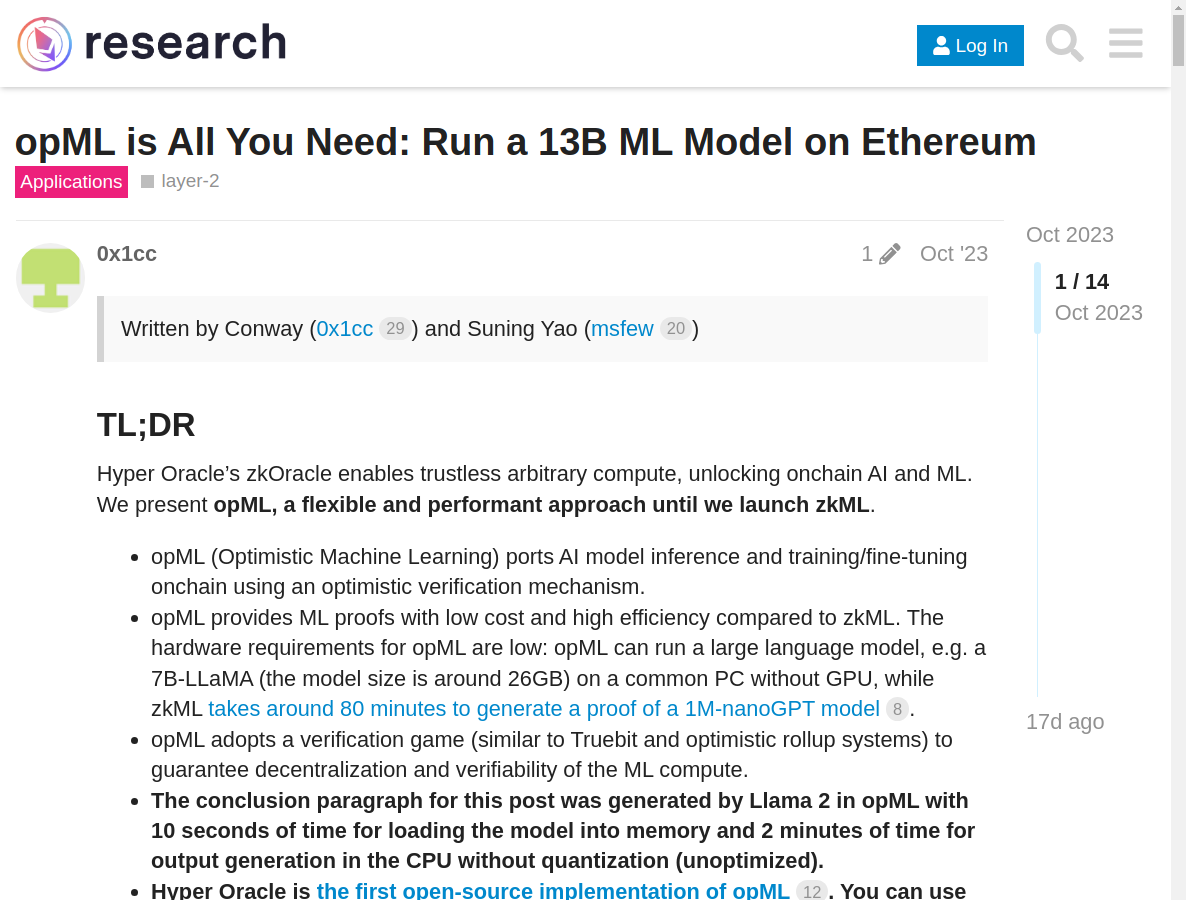 research
Log In
opML is All You Need: Run a 13B ML Model on Ethereum
Applications
layer-2
0x1cc
1
Oct '23
Oct 2023
1 / 14
Oct 2023
17d ago
Written by Conway (0x1cc 29) and Suning Yao (msfew 20)
TL;DR
Hyper Oracle’s zkOracle enables trustless arbitrary compute, unlocking onchain AI and ML.
We present opML, a flexible and performant approach until we launch zkML.
opML (Optimistic Machine Learning) ports AI model inference and training/fine-tuning
onchain using an optimistic verification mechanism.
opML provides ML proofs with low cost and high efficiency compared to zkML. The
hardware requirements for opML are low: opML can run a large language model, e.g. a
7B-LLaMA (the model size is around 26GB) on a common PC without GPU, while
zkML takes around 80 minutes to generate a proof of a 1M-nanoGPT model 8.
opML adopts a verification game (similar to Truebit and optimistic rollup systems) to
guarantee decentralization and verifiability of the ML compute.
The conclusion paragraph for this post was generated by Llama 2 in opML with
10 seconds of time for loading the model into memory and 2 minutes of time for
output generation in the CPU without quantization (unoptimized).
Hyper Oracle is the first open-source implementation of opML 12. You can use